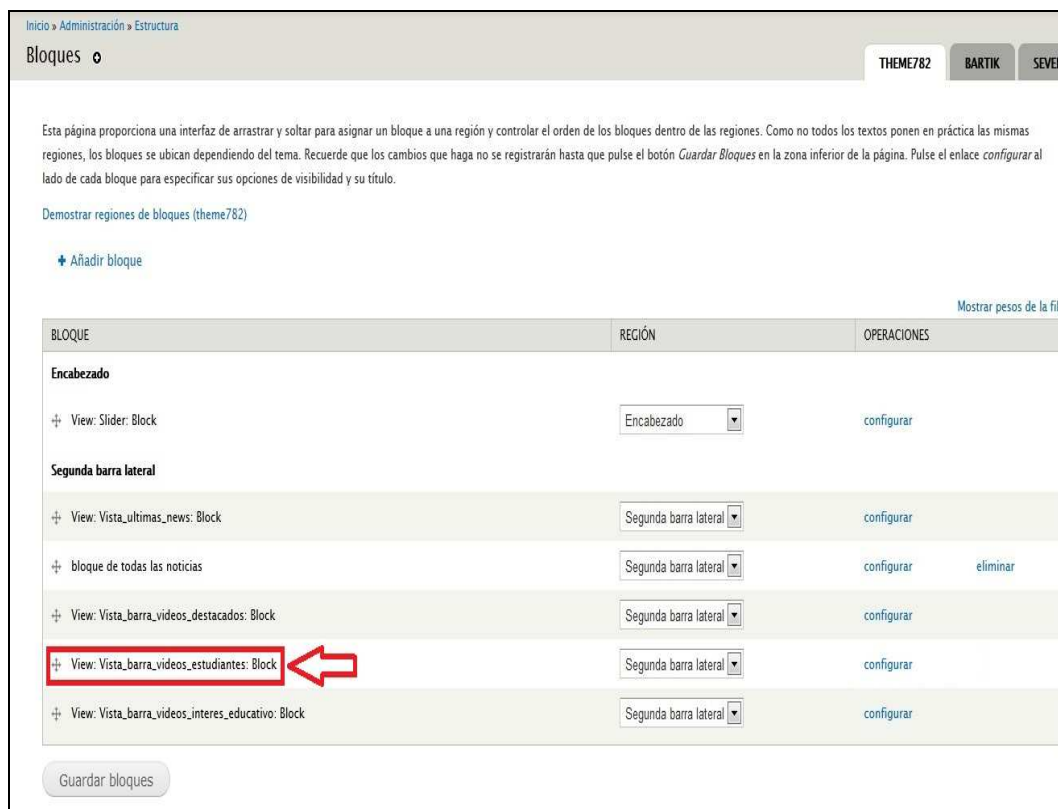 Inicio » Administración » Estructura
Bloques
THEME782 BARTIK SEVE
Esta página proporciona una interfaz de arrastrar y soltar para asignar un bloque a una región y controlar el orden de los bloques dentro de las regiones. Como no todos los textos ponen en práctica las mismas
regiones, los bloques se ubican dependiendo del tema. Recuerde que los cambios que haga no se registrarán hasta que pulse el botón Guardar Bloques en la zona inferior de la página. Pulse el enlace configurar al
lado de cada bloque para especificar sus opciones de visibilidad y su título.
Demostrar regiones de bloques (theme782)
+ Añadir bloque
Mostrar pesos de la fil
BLOQUE REGIÓN OPERACIONES
Encabezado
View: Slider: Block Encabezado configurar
Segunda barra lateral
View: Vista_ultimas_news: Block Segunda barra lateral configurar
bloque de todas las noticias Segunda barra lateral configurar eliminar
View: Vista_barra_videos_destacados: Block Segunda barra lateral configurar
View: Vista_barra_videos_estudiantes: Block Segunda barra lateral configurar
View: Vista_barra_videos_interes_educativo: Block Segunda barra lateral configurar
Guardar bloques